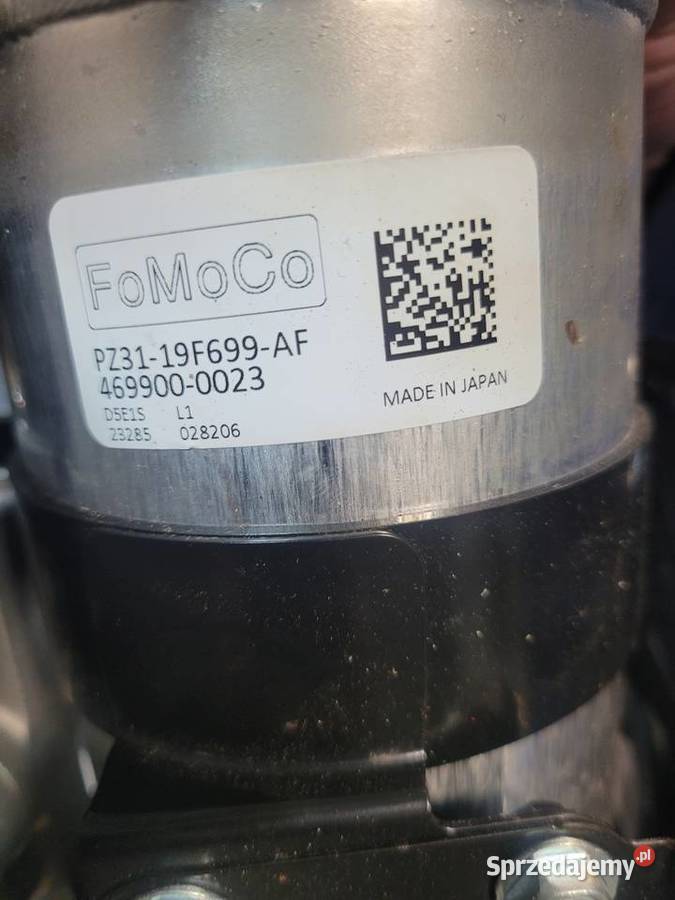 FoMoCo
PZ31-19F699-AF
469900-0023
D5E1S L1
23285 028206
MADE IN JAPAN
Sprzedajemy.pl